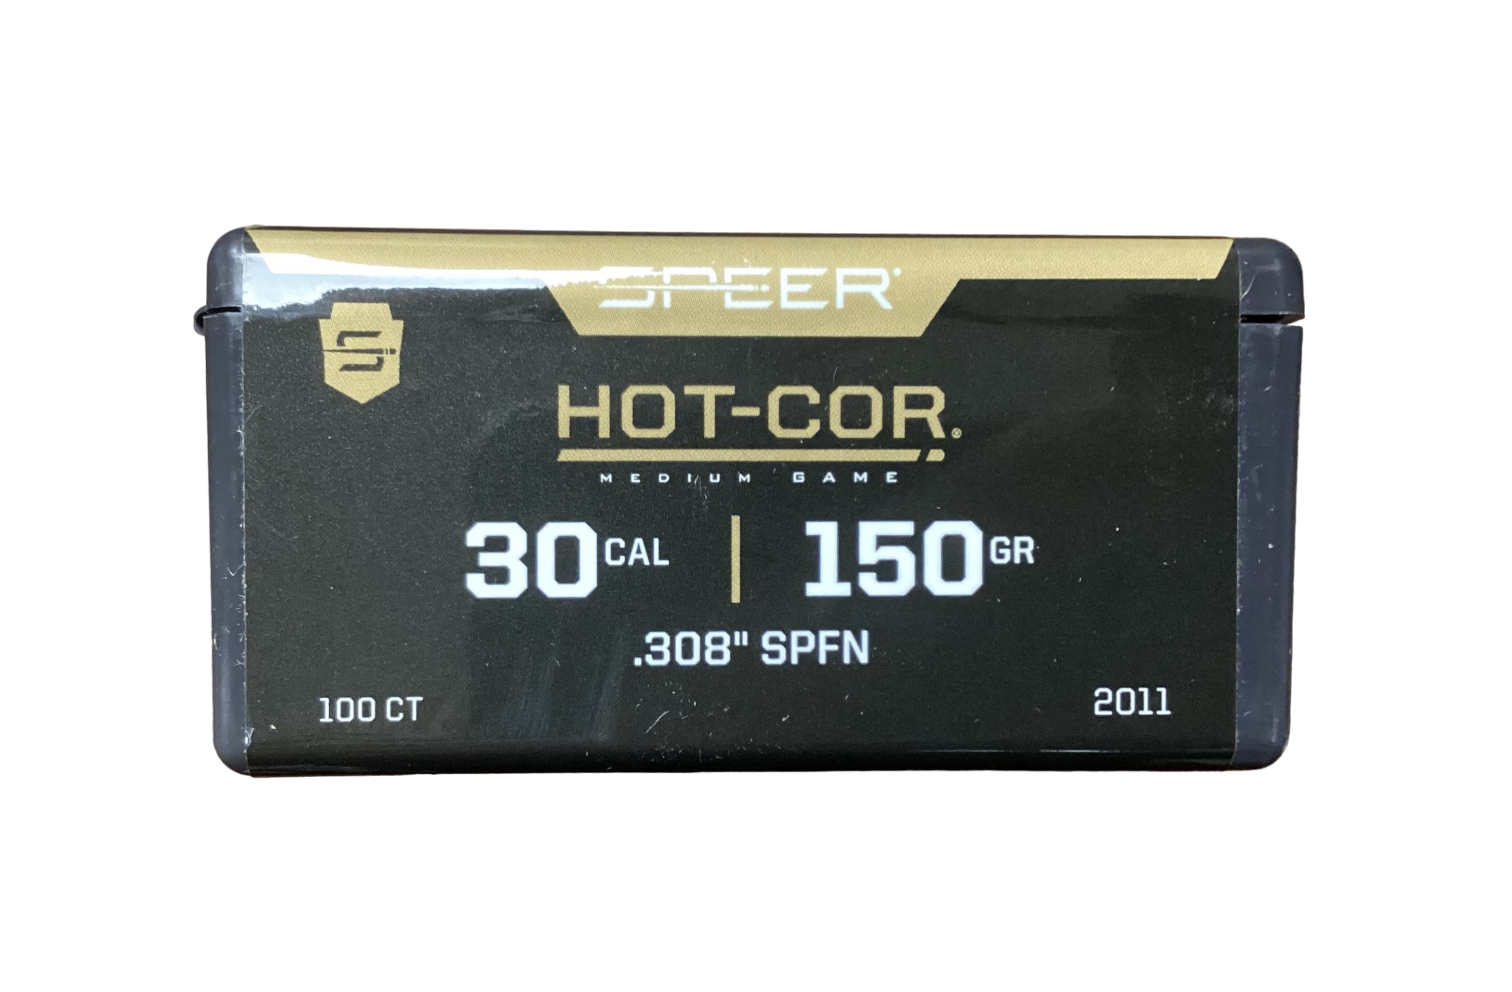 SPEER
S
HOT-COR®
MEDIUM GAME
30 CAL | 150 GR
.308" SPFN
100 CT
2011